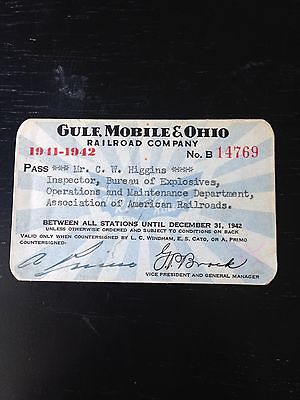 GULF, MOBILE & OHIO
RAILROAD COMPANY
1941-1942 No. B 14769
PASS *** Mr. C. W. Higgins ****
Inspector, Bureau of Explosives,
Operations and Maintenance Department,
Association of American Railroads.
BETWEEN ALL STATIONS UNTIL DECEMBER 31, 1942
UNLESS OTHERWISE ORDERED AND SUBJECT TO CONDITIONS ON BACK
VALID ONLY WHEN COUNTERSIGNED BY L. C. WINDHAM, E. S. CATO, OR A. PRIMO
COUNTERSIGNED:
A Primo
Brock
VICE PRESIDENT AND GENERAL MANAGER